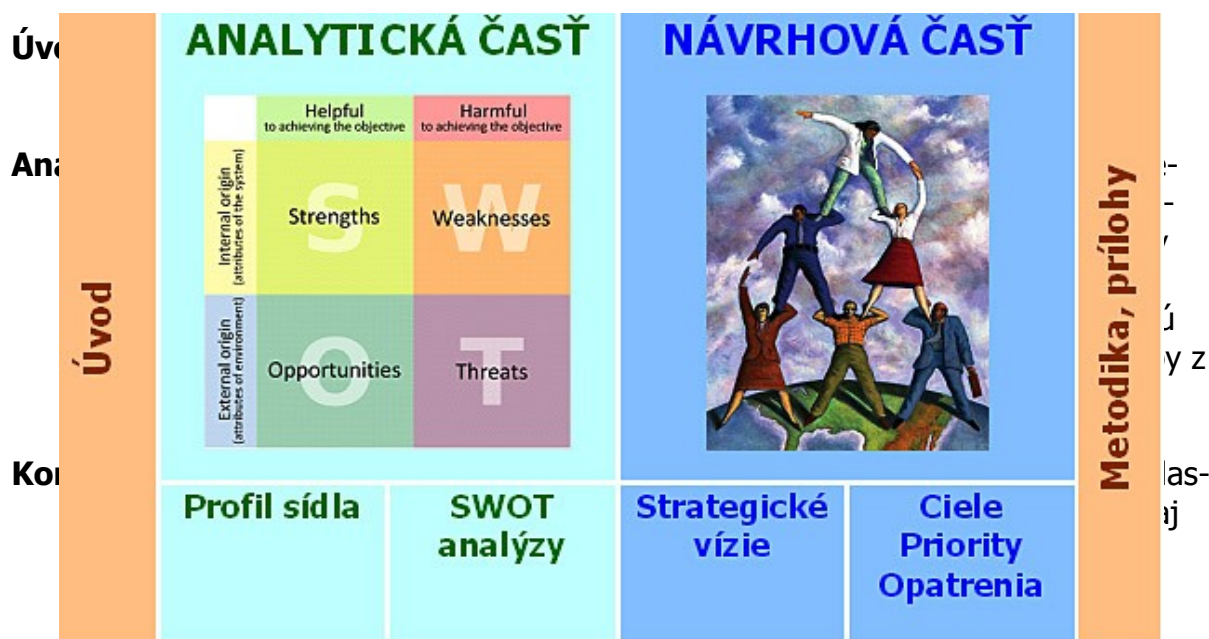 Úvod
ANALYTICKÁ ČASŤ
Helpful
to achieving the objective
Harmful
to achieving the objective
Internal origin
(attributes of the system)
S
Strengths
W
Weaknesses
External origin
(attributes of environment)
O
Opportunities
T
Threats
Profil sídla
SWOT
analýzy
NÁVRHOVÁ ČASŤ
Strategické
vízie
Ciele
Priority
Opatrenia
Metodika, prílohy